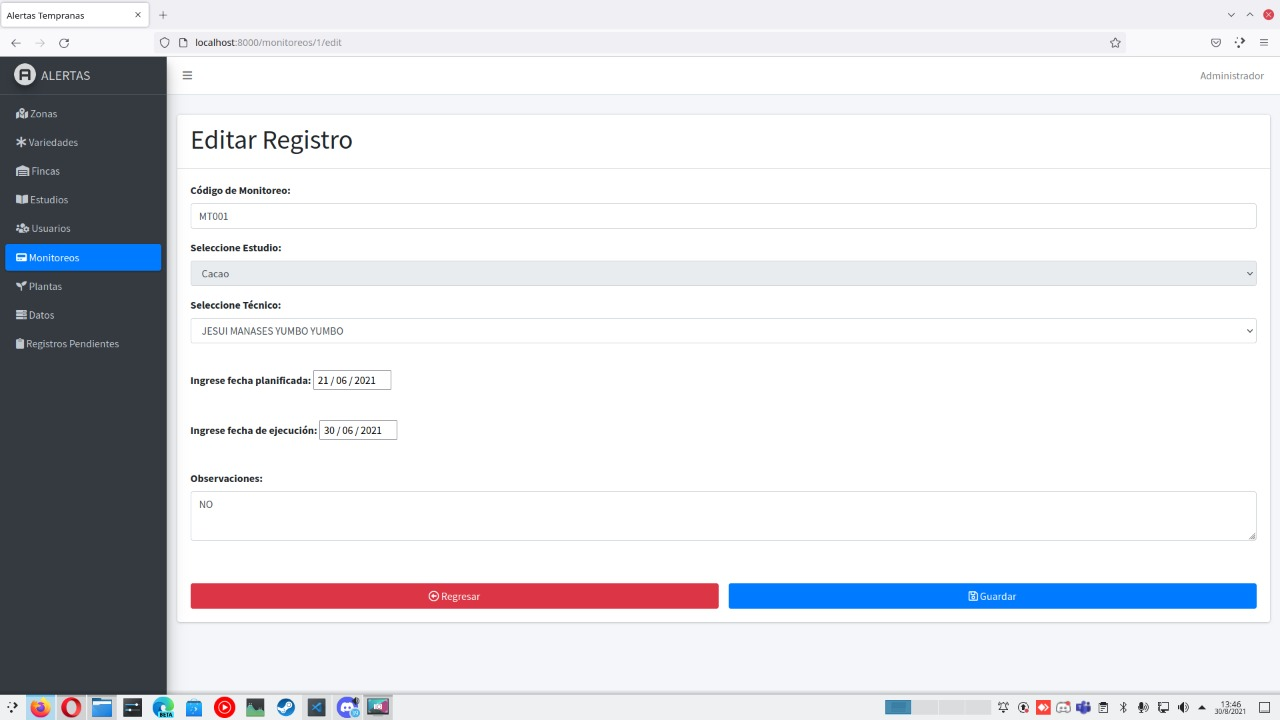 Alertas Tempranas
localhost:8000/monitoreos/1/edit
ALERTAS
Administrador
Zonas
Variedades
Fincas
Estudios
Usuarios
Monitoreos
Plantas
Datos
Registros Pendientes
Editar Registro
Código de Monitoreo:
MT001
Seleccione Estudio:
Cacao
Seleccione Técnico:
JESUI MANASES YUMBO YUMBO
Ingrese fecha planificada: 21 / 06 / 2021
Ingrese fecha de ejecución: 30 / 06 / 2021
Observaciones:
NO
Regresar
Guardar
BETA
13:46
30/6/2021